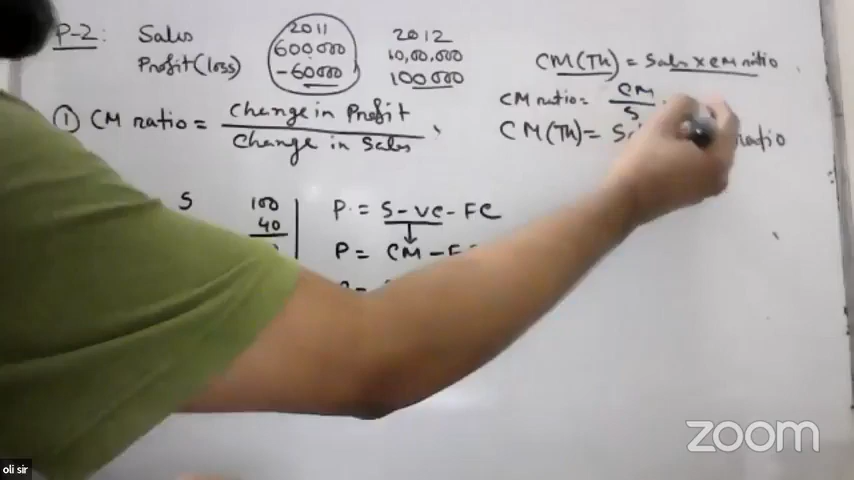 P-2: Sales 2011 2012
600,000 10,00,000
Profit (loss) -60000 100000
CM(Tk) = Sales x CM ratio
CM ratio = CM/S
① CM ratio = Change in Profit / Change in Sales
CM(Tk) = ratio
S 100
40
P = S - VC - FC
P = CM - F
zoom
oli sir